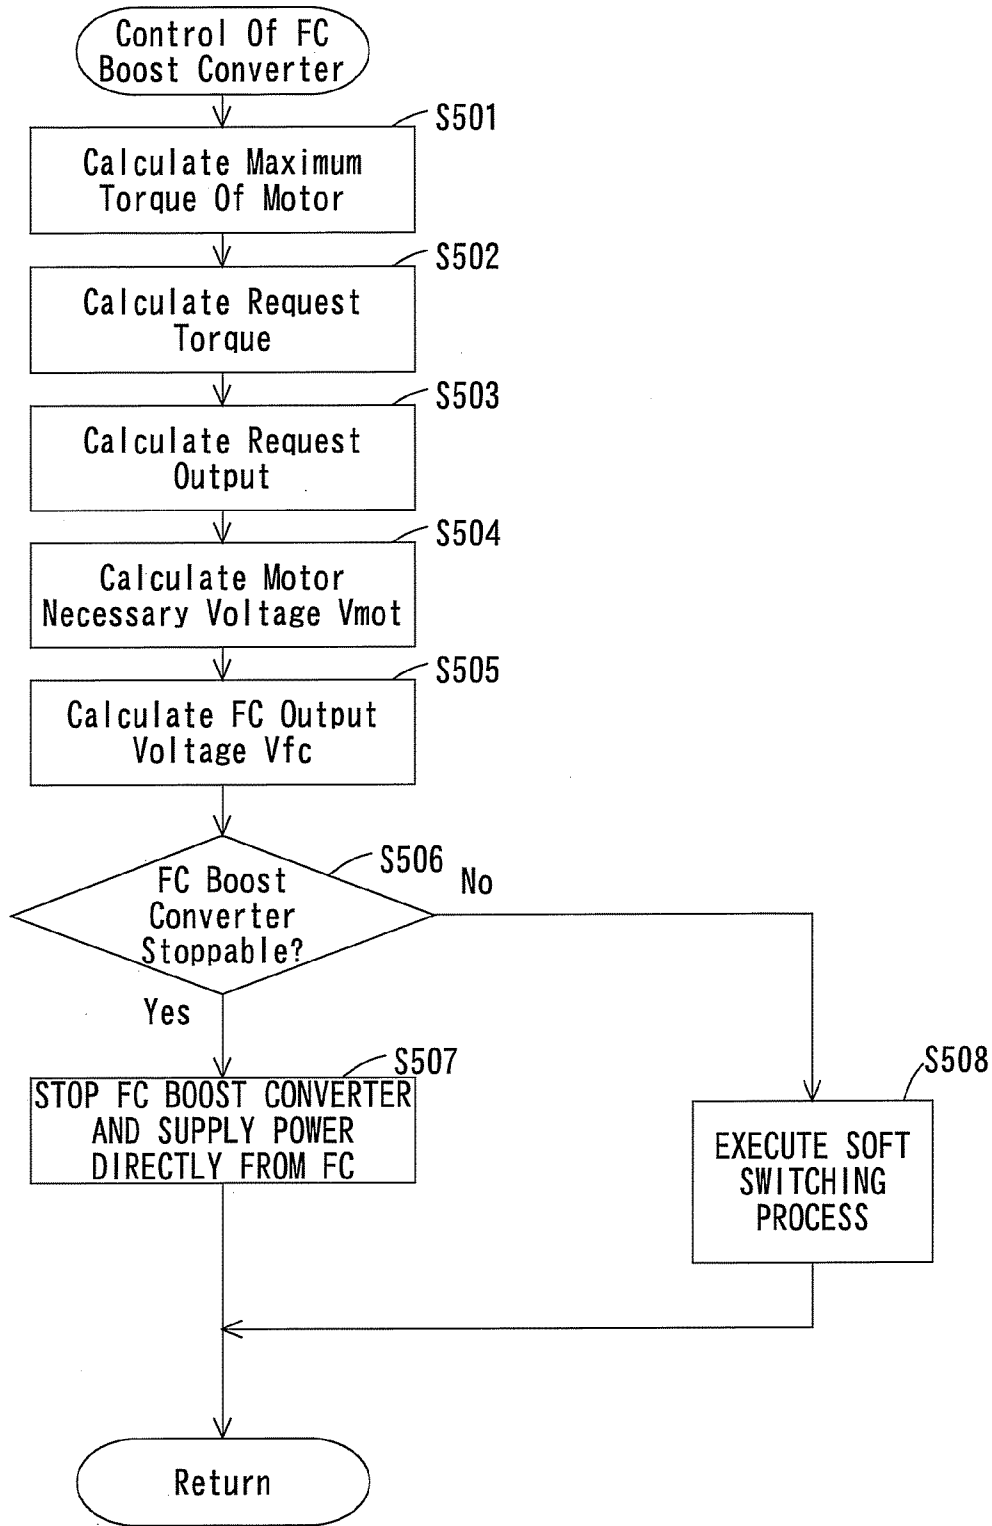 Control Of FC
Boost Converter
S501
Calculate Maximum
Torque Of Motor
S502
Calculate Request
Torque
S503
Calculate Request
Output
S504
Calculate Motor
Necessary Voltage Vmot
S505
Calculate FC Output
Voltage Vfc
S506
FC Boost
Converter
Stoppable?
No
Yes
S507
STOP FC BOOST CONVERTER
AND SUPPLY POWER
DIRECTLY FROM FC
S508
EXECUTE SOFT
SWITCHING
PROCESS
Return